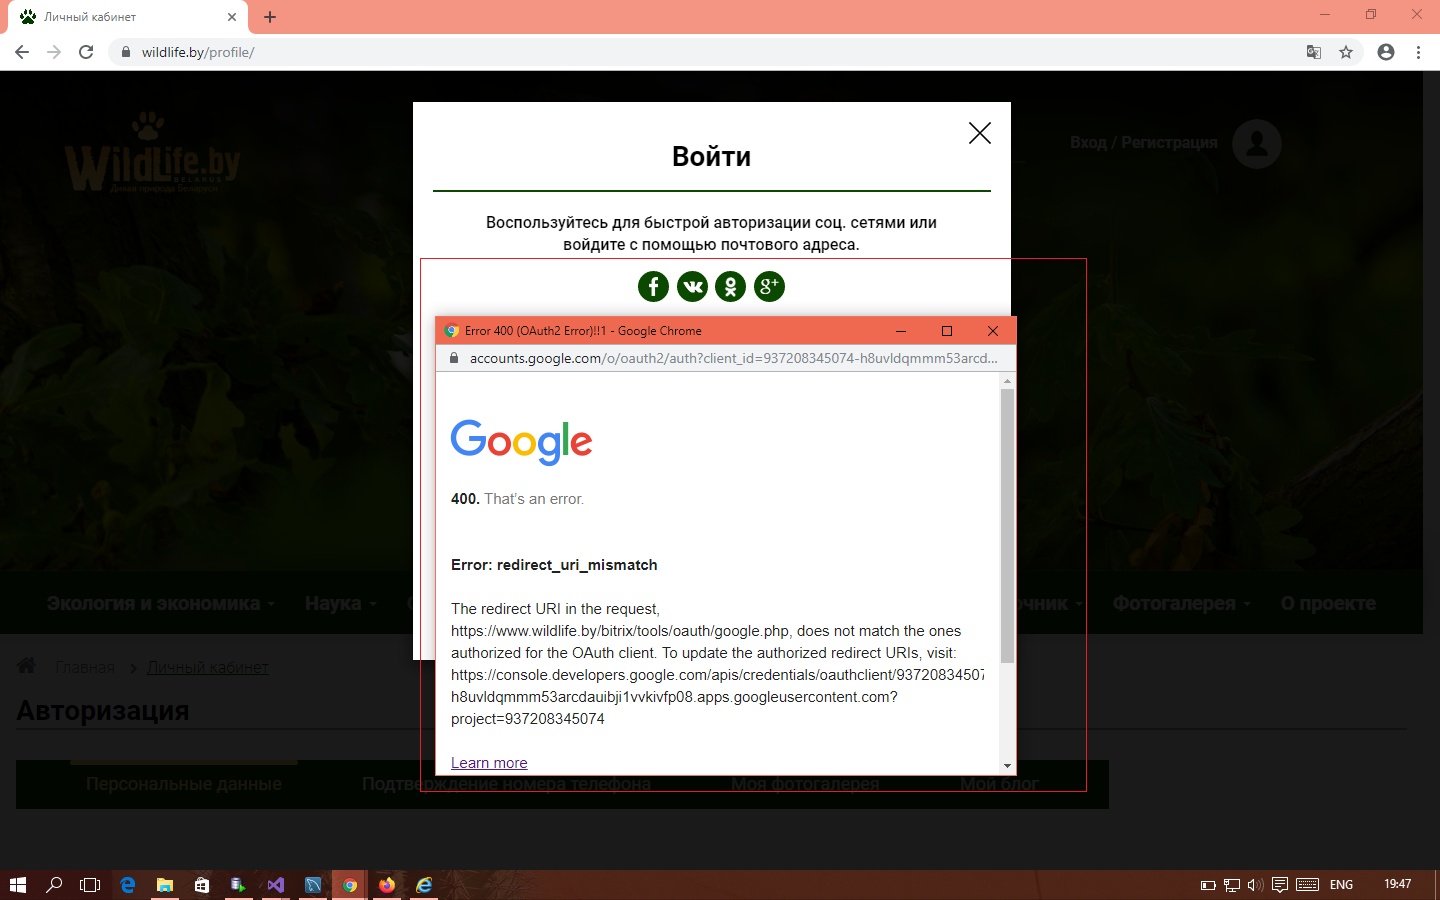 Личный кабинет
wildlife.by/profile/
WildLife.by
BELARUS
Дикая природа Беларуси
Вход / Регистрация
Войти
Воспользуйтесь для быстрой авторизации соц. сетями или
войдите с помощью почтового адреса.
Error 400 (OAuth2 Error)!!1 - Google Chrome
accounts.google.com/o/oauth2/auth?client_id=937208345074-h8uvldqmmm53arcd...
Google
400. That's an error.
Error: redirect_uri_mismatch
The redirect URI in the request,
https://www.wildlife.by/bitrix/tools/oauth/google.php, does not match the ones
authorized for the OAuth client. To update the authorized redirect URIs, visit:
https://console.developers.google.com/apis/credentials/oauthclient/93720834507
h8uvldqmmm53arcdauibji1vvkivfp08.apps.googleusercontent.com?
project=937208345074
Learn more
Экология и экономика Наука Фотогалерея О проекте
Главная Личный кабинет
Авторизация
Персональные данные Подтверждение номера телефона Моя фотогалерея Мой блог
ENG 19:47